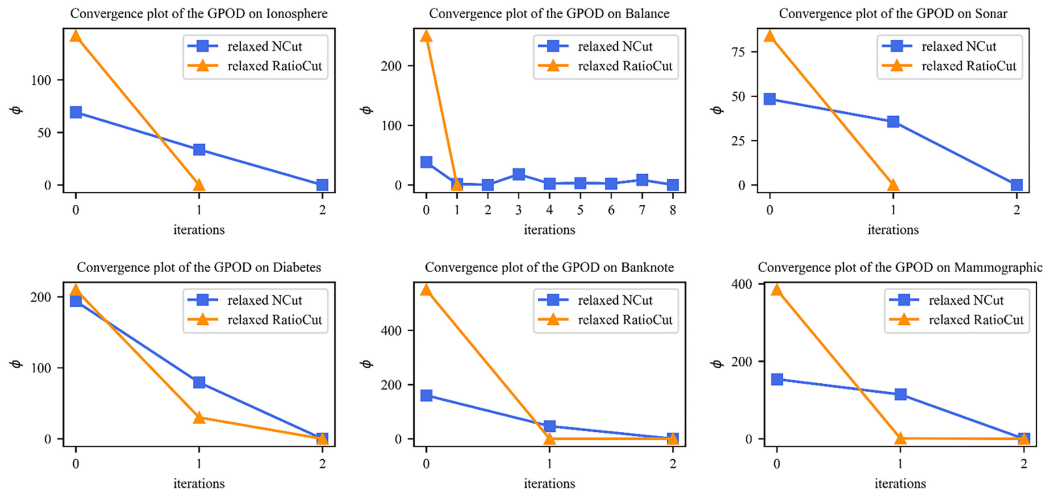 Convergence plot of the GPOD on Ionosphere
relaxed NCut
relaxed RatioCut
100
50
0
ϕ
0 1 2
iterations
Convergence plot of the GPOD on Balance
relaxed NCut
relaxed RatioCut
200
100
0
ϕ
0 1 2 3 4 5 6 7 8
iterations
Convergence plot of the GPOD on Sonar
relaxed NCut
relaxed RatioCut
75
50
25
0
ϕ
0 1 2
iterations
Convergence plot of the GPOD on Diabetes
relaxed NCut
relaxed RatioCut
200
100
0
ϕ
0 1 2
iterations
Convergence plot of the GPOD on Banknote
relaxed NCut
relaxed RatioCut
400
200
0
ϕ
0 1 2
iterations
Convergence plot of the GPOD on Mammographic
relaxed NCut
relaxed RatioCut
400
200
0
ϕ
0 1 2
iterations